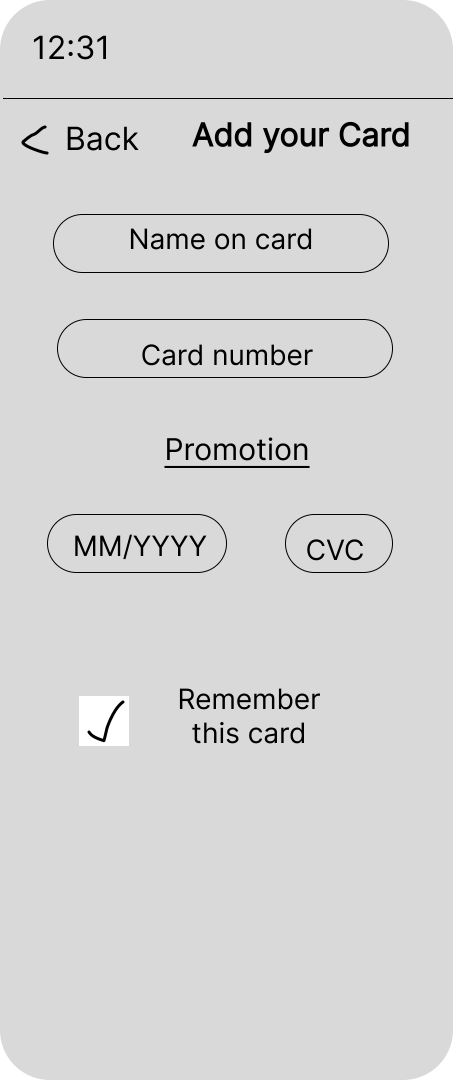 12:31
Back Add your Card
Name on card
Card number
Promotion
MM/YYYY CVC
Remember
this card